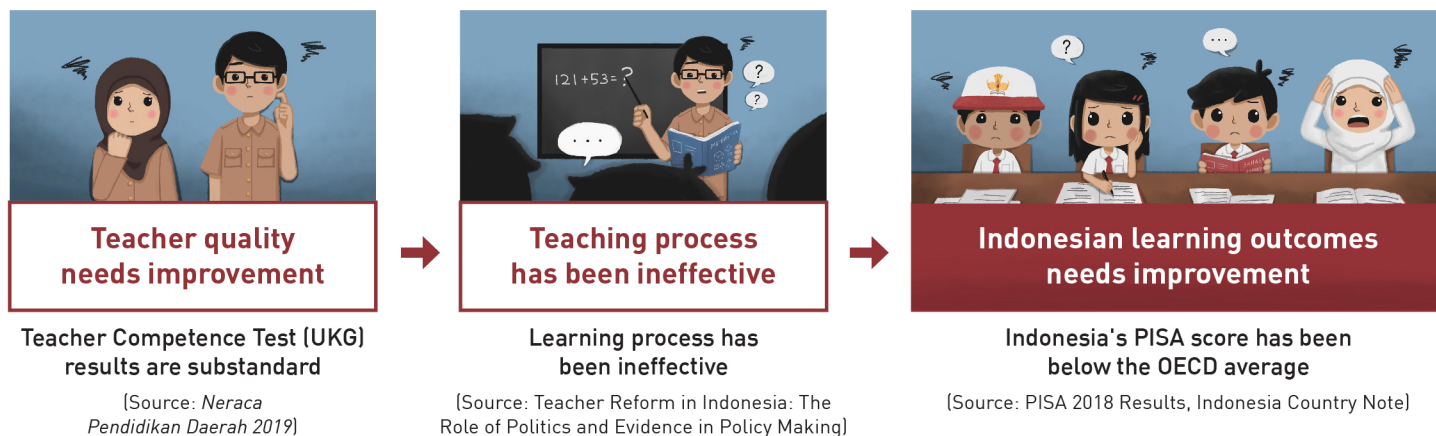 121+53=?
?
?
...
?
...
Teacher quality
needs improvement
Teaching process
has been ineffective
Indonesian learning outcomes
needs improvement
Teacher Competence Test (UKG)
results are substandard
(Source: Neraca
Pendidikan Daerah 2019)
Learning process has
been ineffective
(Source: Teacher Reform in Indonesia: The
Role of Politics and Evidence in Policy Making)
Indonesia's PISA score has been
below the OECD average
(Source: PISA 2018 Results, Indonesia Country Note)